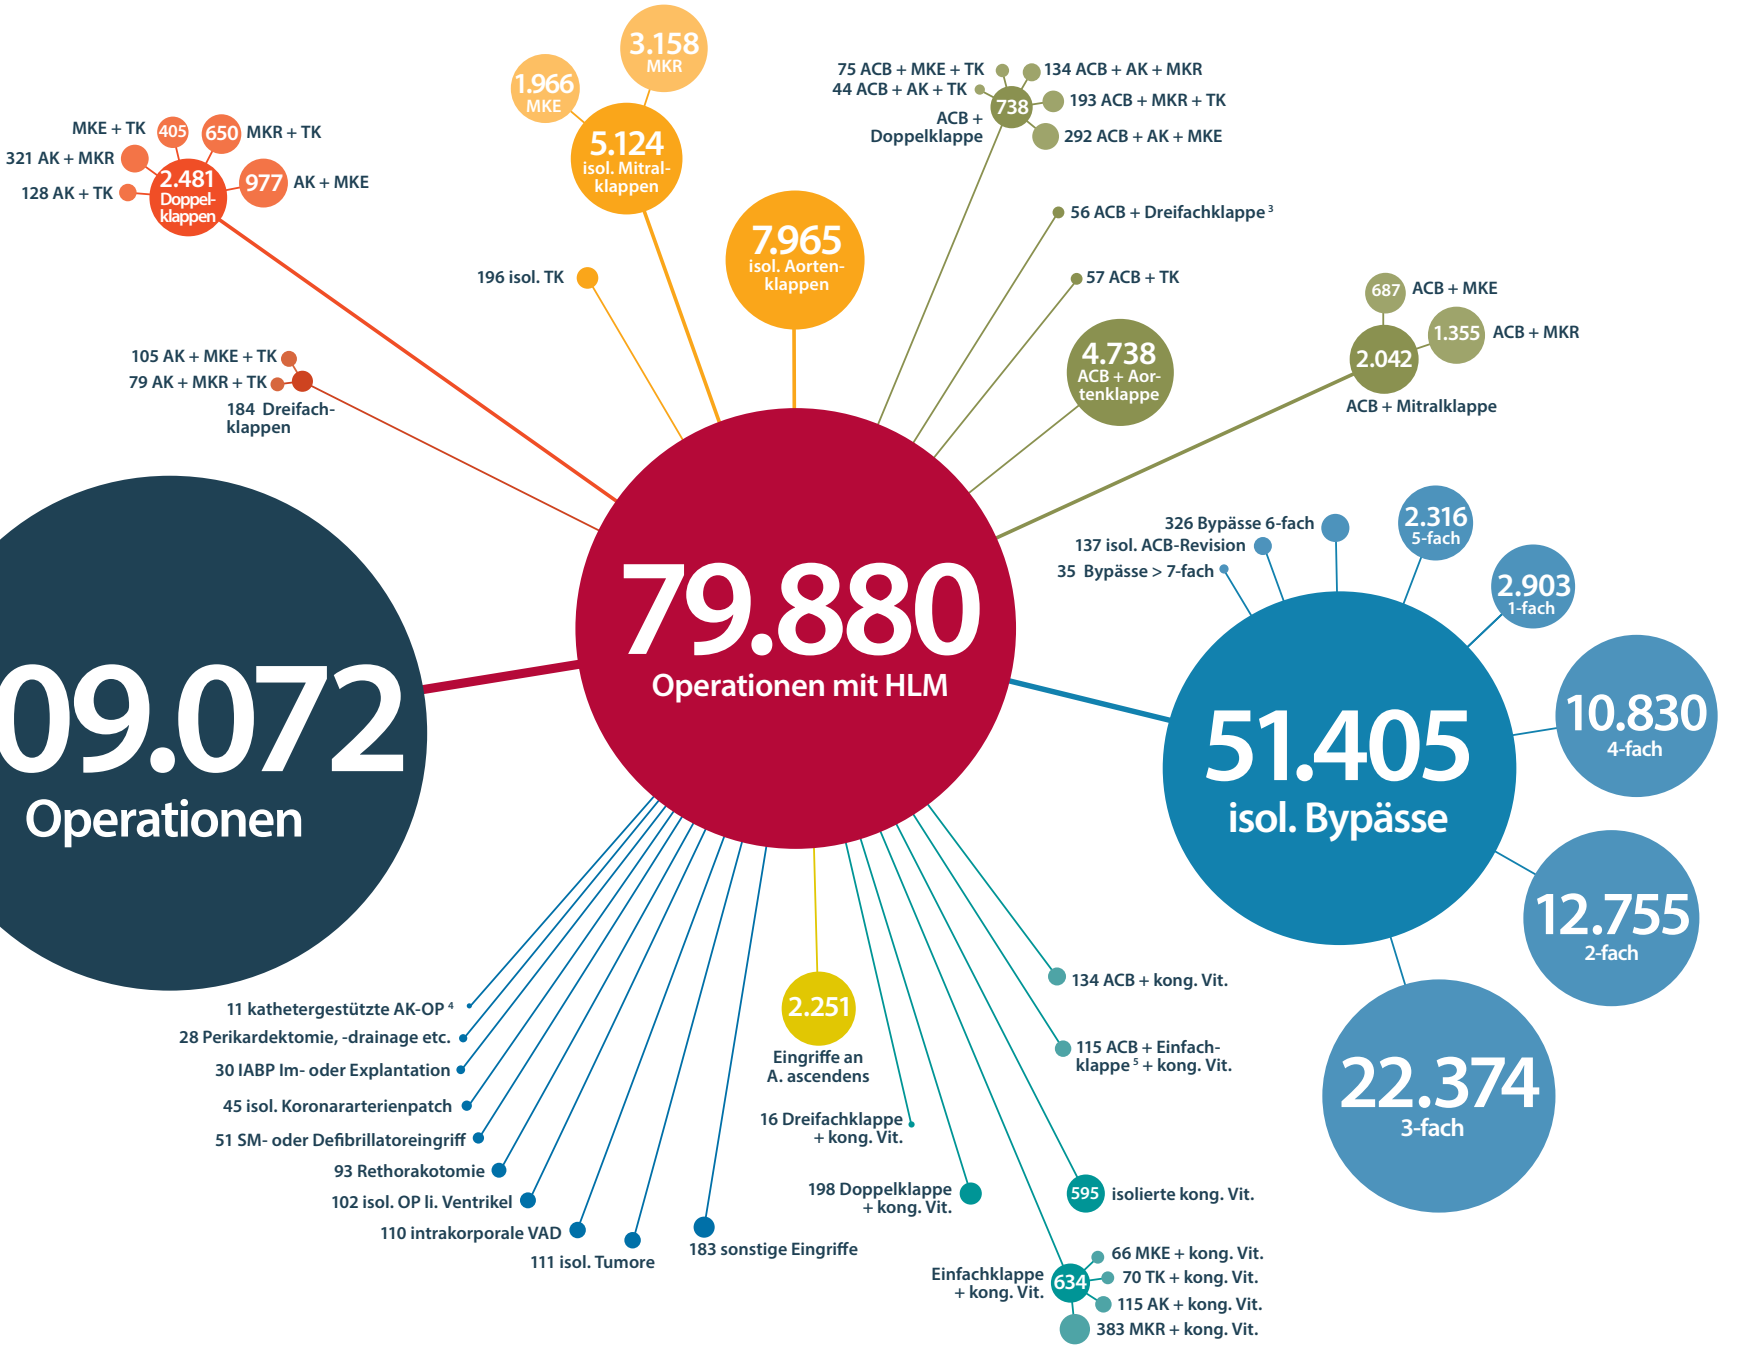 3.158
MKR
1.966
MKE
5.124
isol. Mitral-
klappen
75 ACB + MKE + TK
44 ACB + AK + TK
738
134 ACB + AK + MKR
193 ACB + MKR + TK
292 ACB + AK + MKE
ACB +
Doppelklappe
MKE + TK
405
650
MKR + TK
321 AK + MKR
128 AK + TK
2.481
Doppel-
klappen
977
AK + MKE
56 ACB + Dreifachklappe ³
7.965
isol. Aorten-
klappen
196 isol. TK
57 ACB + TK
687
ACB + MKE
1.355
ACB + MKR
2.042
ACB + Mitralklappe
4.738
ACB + Aor-
tenklappe
105 AK + MKE + TK
79 AK + MKR + TK
184 Dreifach-
klappen
09.072
Operationen
79.880
Operationen mit HLM
326 Bypässe 6-fach
137 isol. ACB-Revision
35 Bypässe > 7-fach
2.316
5-fach
2.903
1-fach
10.830
4-fach
51.405
isol. Bypässe
12.755
2-fach
22.374
3-fach
11 kathetergestützte AK-OP ⁴
28 Perikardektomie, -drainage etc.
30 IABP Im- oder Explantation
45 isol. Koronararterienpatch
51 SM- oder Defibrillatoreingriff
93 Rethorakotomie
102 isol. OP li. Ventrikel
110 intrakorporale VAD
111 isol. Tumore
183 sonstige Eingriffe
2.251
Eingriffe an
A. ascendens
16 Dreifachklappe
+ kong. Vit.
198 Doppelklappe
+ kong. Vit.
134 ACB + kong. Vit.
115 ACB + Einfach-
klappe ⁵ + kong. Vit.
595
isolierte kong. Vit.
Einfachklappe
+ kong. Vit.
634
66 MKE + kong. Vit.
70 TK + kong. Vit.
115 AK + kong. Vit.
383 MKR + kong. Vit.